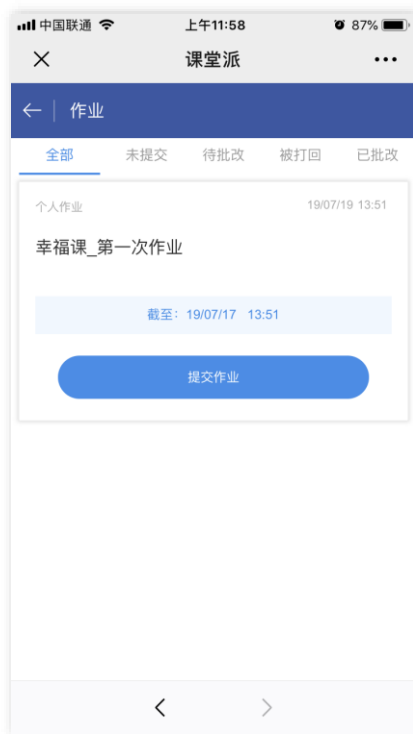 中国联通 上午11:58 87%
课堂派
作业
全部 未提交 待批改 被打回 已批改
个人作业 19/07/19 13:51
幸福课_第一次作业
截至: 19/07/17 13:51
提交作业